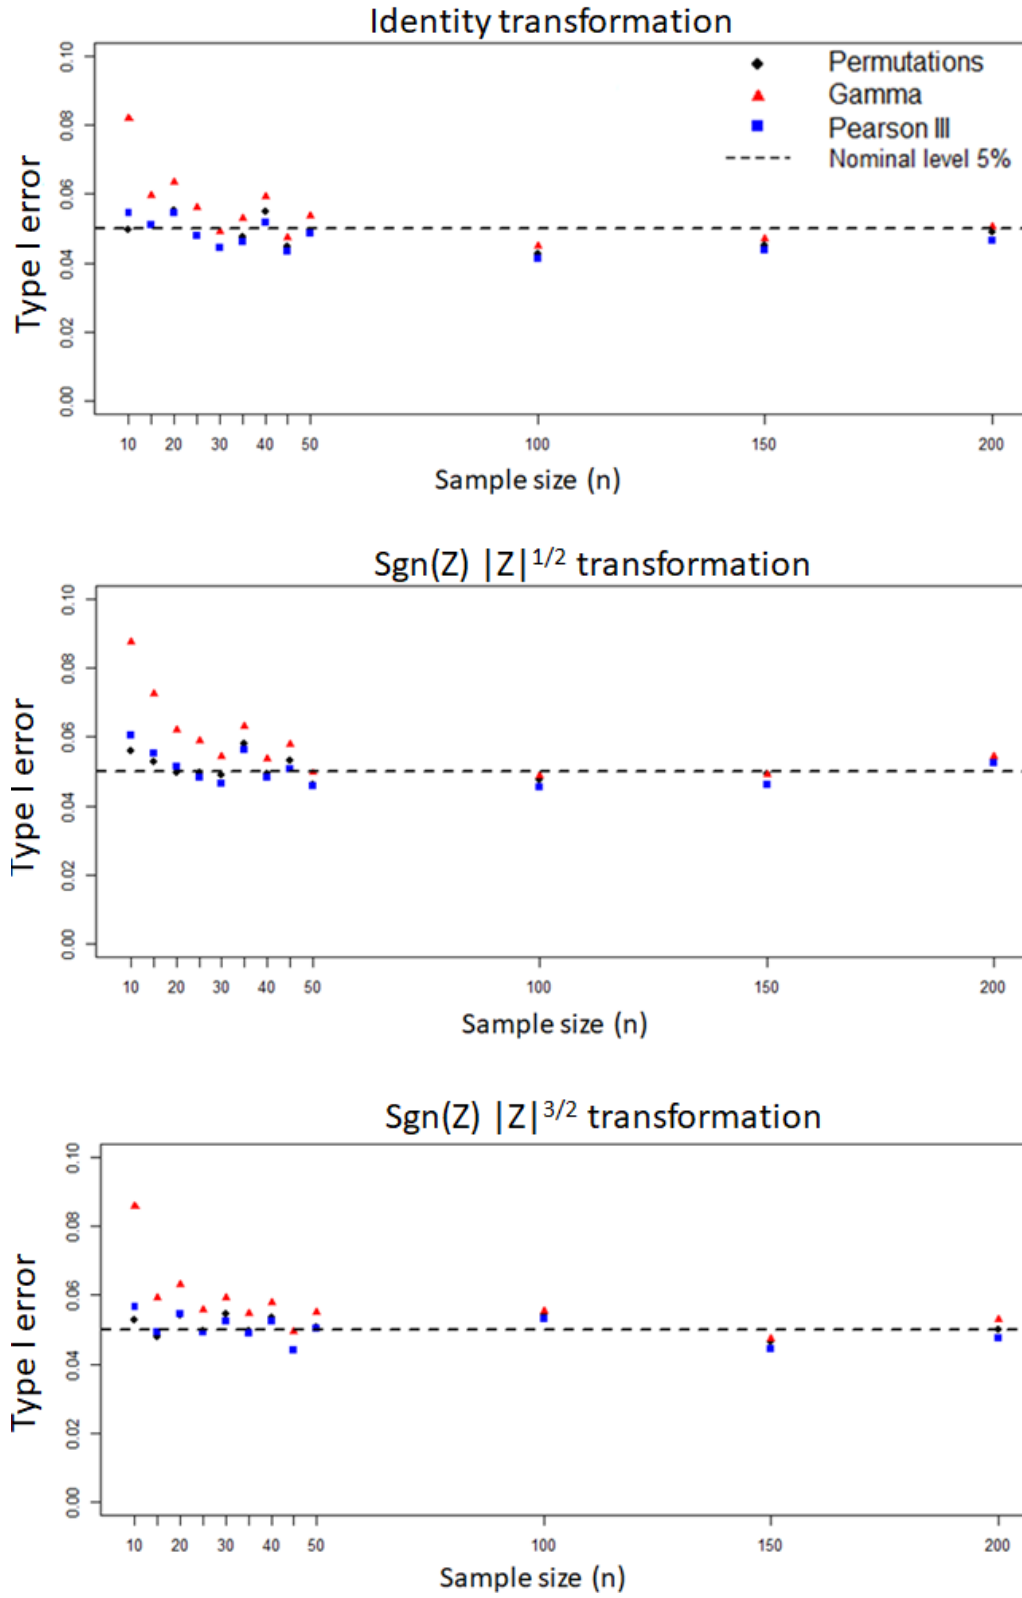 Identity transformation
Permutations
Gamma
Pearson III
Nominal level 5%
Type I error
0.10
0.08
0.06
0.04
0.02
0.00
10 20 30 40 50 100 150 200
Sample size (n)
Sgn(Z) |Z|^1/2 transformation
Type I error
0.10
0.08
0.06
0.04
0.02
0.00
10 20 30 40 50 100 150 200
Sample size (n)
Sgn(Z) |Z|^3/2 transformation
Type I error
0.10
0.08
0.06
0.04
0.02
0.00
10 20 30 40 50 100 150 200
Sample size (n)